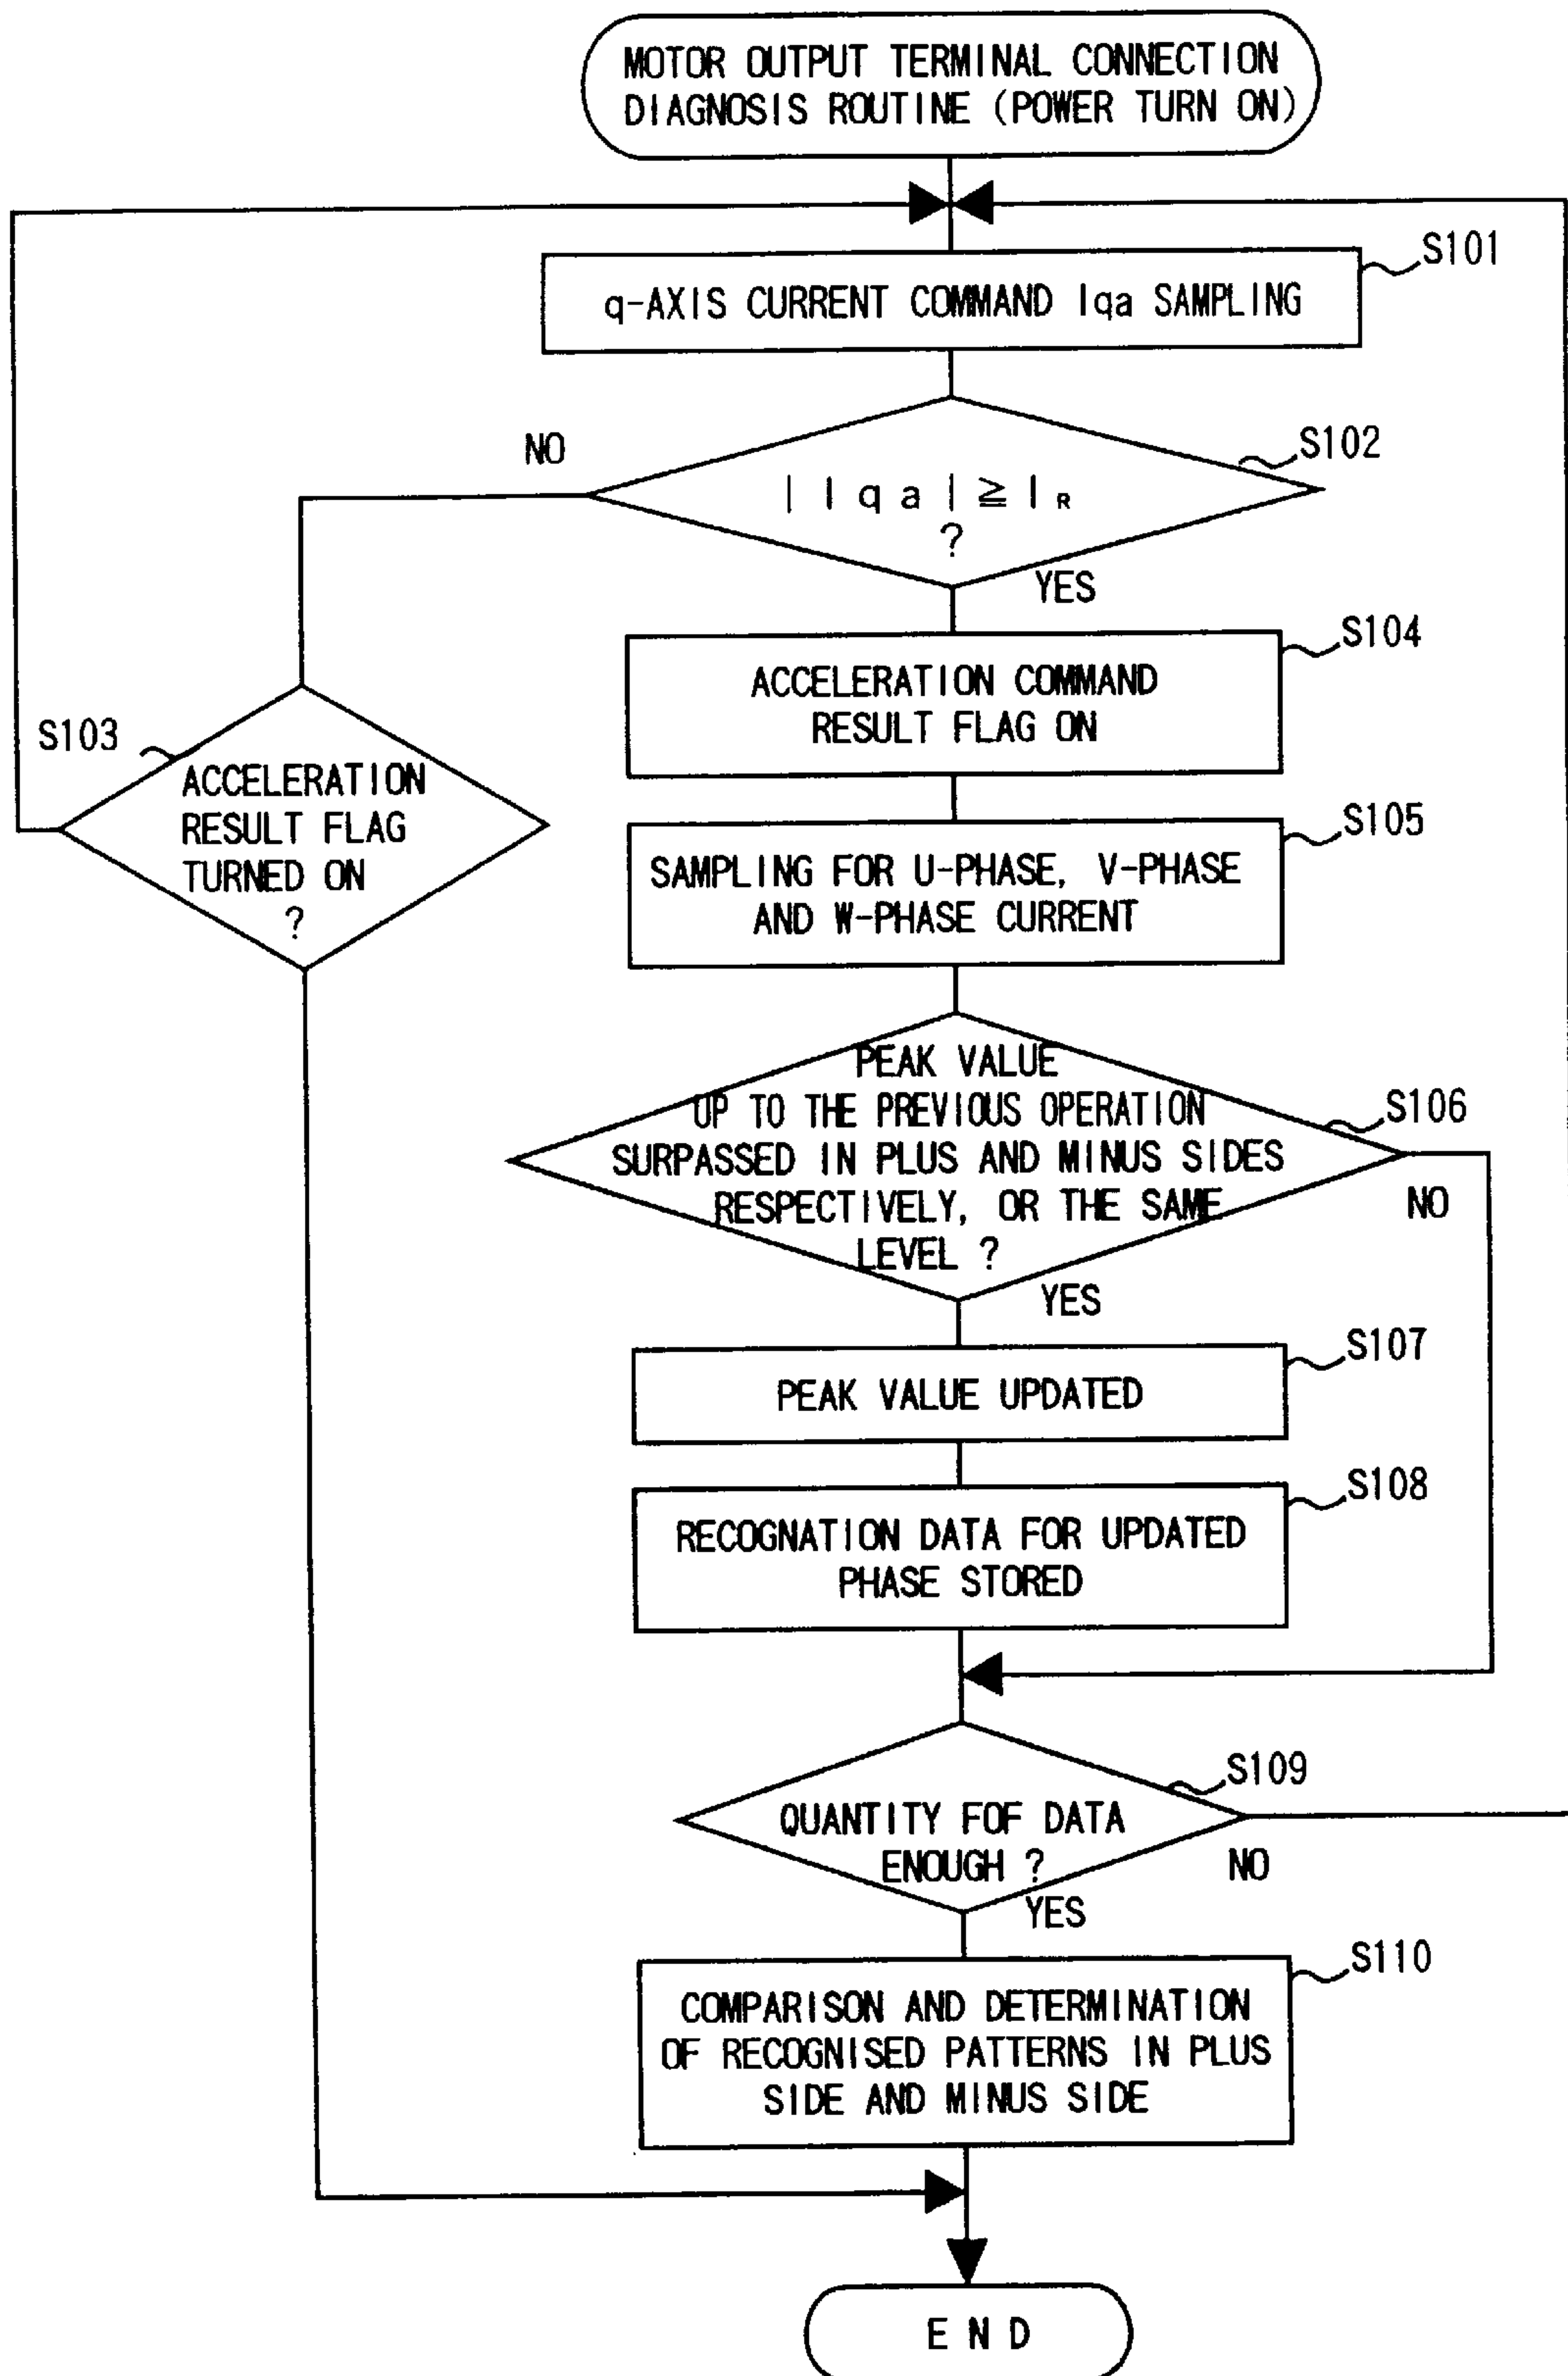 MOTOR OUTPUT TERMINAL CONNECTION
DIAGNOSIS ROUTINE (POWER TURN ON)
S101
q-AXIS CURRENT COMMAND Iqa SAMPLING
NO
S102
| I q a | ≧ I R
?
YES
S104
ACCELERATION COMMAND
RESULT FLAG ON
S103
ACCELERATION
RESULT FLAG
TURNED ON
?
S105
SAMPLING FOR U-PHASE, V-PHASE
AND W-PHASE CURRENT
PEAK VALUE
UP TO THE PREVIOUS OPERATION
SURPASSED IN PLUS AND MINUS SIDES
RESPECTIVELY, OR THE SAME
LEVEL ?
S106
NO
YES
S107
PEAK VALUE UPDATED
S108
RECOGNATION DATA FOR UPDATED
PHASE STORED
S109
QUANTITY FOF DATA
ENOUGH ?
NO
YES
S110
COMPARISON AND DETERMINATION
OF RECOGNISED PATTERNS IN PLUS
SIDE AND MINUS SIDE
E N D